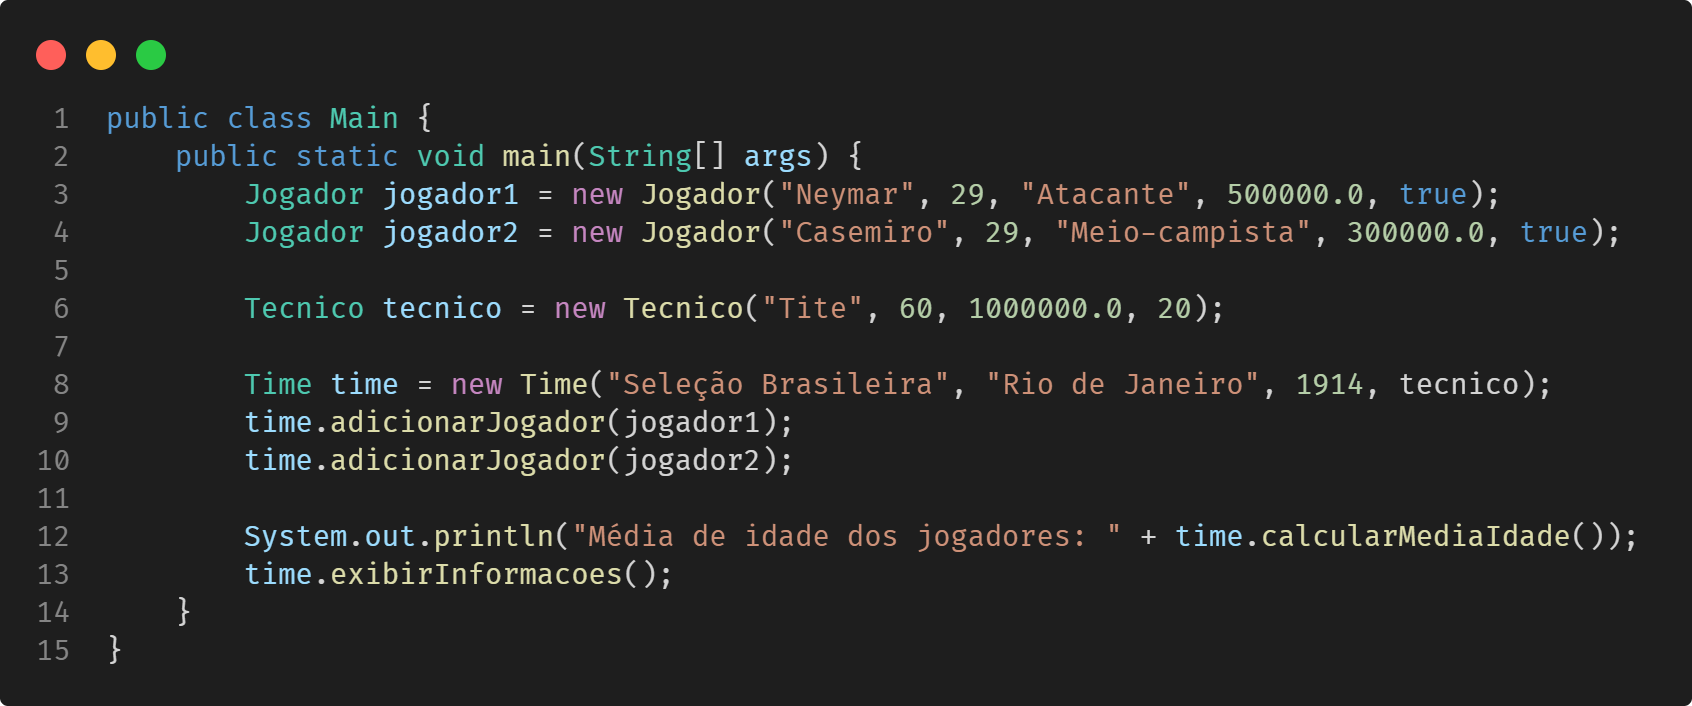 1 public class Main {
2     public static void main(String[] args) {
3         Jogador jogador1 = new Jogador("Neymar", 29, "Atacante", 500000.0, true);
4         Jogador jogador2 = new Jogador("Casemiro", 29, "Meio-campista", 300000.0, true);
5
6         Tecnico tecnico = new Tecnico("Tite", 60, 1000000.0, 20);
7
8         Time time = new Time("Seleção Brasileira", "Rio de Janeiro", 1914, tecnico);
9         time.adicionarJogador(jogador1);
10         time.adicionarJogador(jogador2);
11
12         System.out.println("Média de idade dos jogadores: " + time.calcularMediaIdade());
13         time.exibirInformacoes();
14     }
15 }